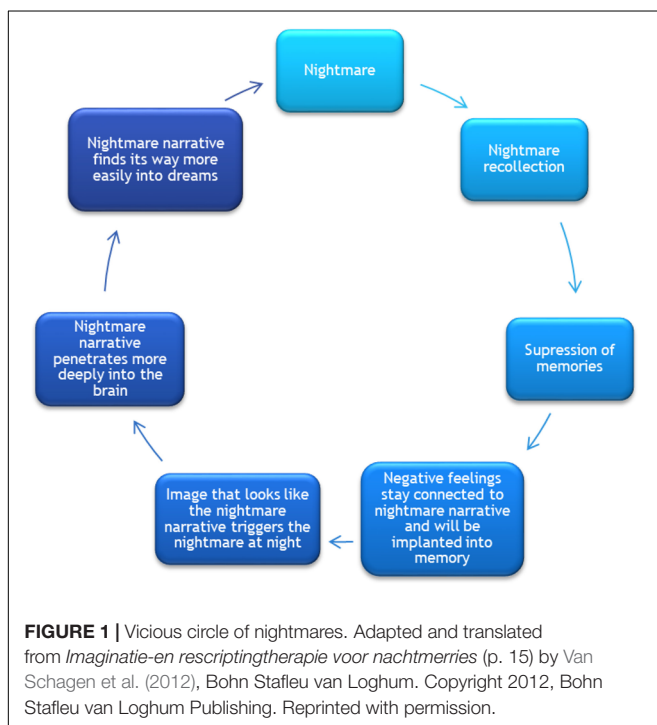 Nightmare
Nightmare
recollection
Supression of
memories
Negative feelings
stay connected to
nightmare narrative
and will be
implanted into
memory
Image that looks like
the nightmare
narrative triggers the
nightmare at night
Nightmare
narrative
penetrates more
deeply into the
brain
Nightmare narrative
finds its way more
easily into dreams
FIGURE 1 | Vicious circle of nightmares. Adapted and translated
from Imaginatie-en rescriptingtherapie voor nachtmerries (p. 15) by Van
Schagen et al. (2012), Bohn Stafleu van Loghum. Copyright 2012, Bohn
Stafleu van Loghum Publishing. Reprinted with permission.